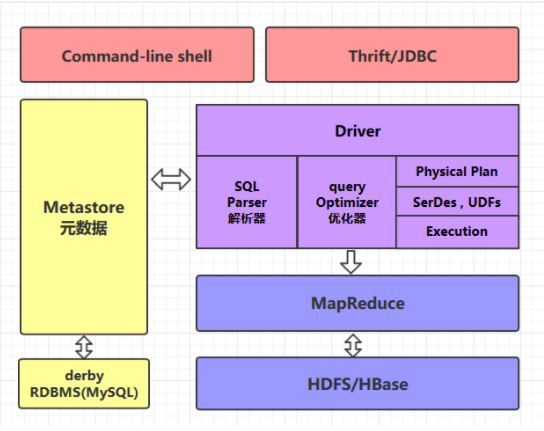 Command-line shell
Thrift/JDBC
Metastore
元数据
Driver
SQL
Parser
解析器
query
Optimizer
优化器
Physical Plan
SerDes , UDFs
Execution
MapReduce
derby
RDBMS(MySQL)
HDFS/HBase